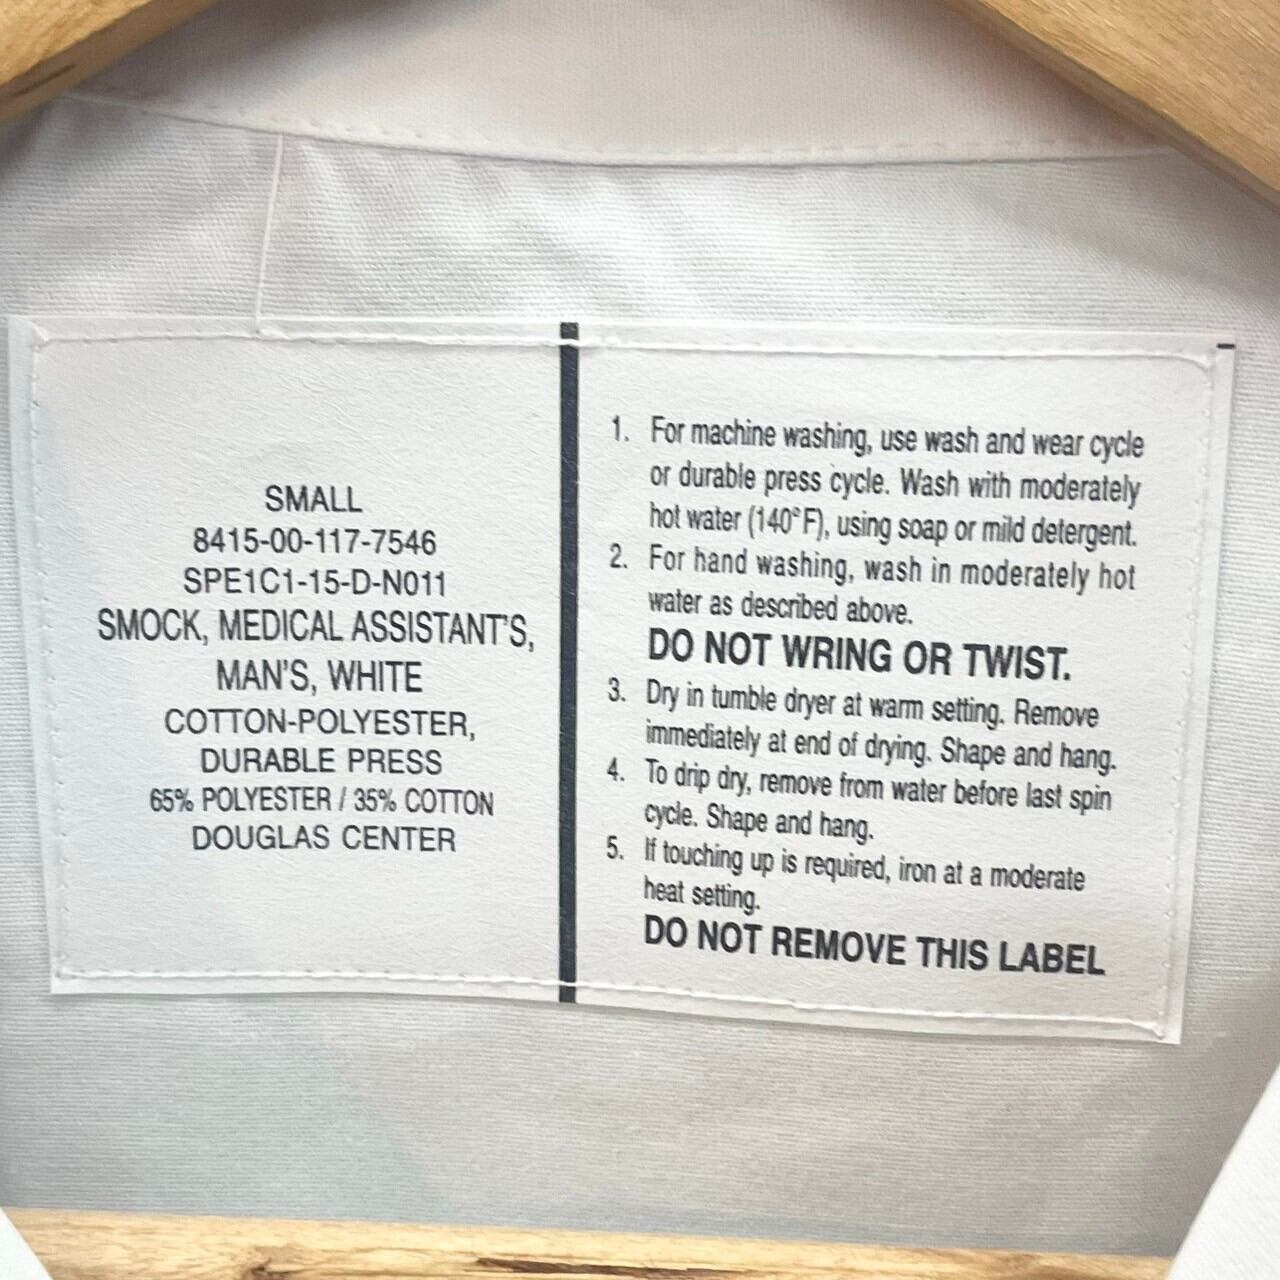 SMALL
8415-00-117-7546
SPE1C1-15-D-N011
SMOCK, MEDICAL ASSISTANT'S,
MAN'S, WHITE
COTTON-POLYESTER,
DURABLE PRESS
65% POLYESTER / 35% COTTON
DOUGLAS CENTER
1. For machine washing, use wash and wear cycle
or durable press cycle. Wash with moderately
hot water (140°F), using soap or mild detergent.
2. For hand washing, wash in moderately hot
water as described above.
DO NOT WRING OR TWIST.
3. Dry in tumble dryer at warm setting. Remove
immediately at end of drying. Shape and hang.
4. To drip dry, remove from water before last spin
cycle. Shape and hang.
5. If touching up is required, iron at a moderate
heat setting.
DO NOT REMOVE THIS LABEL